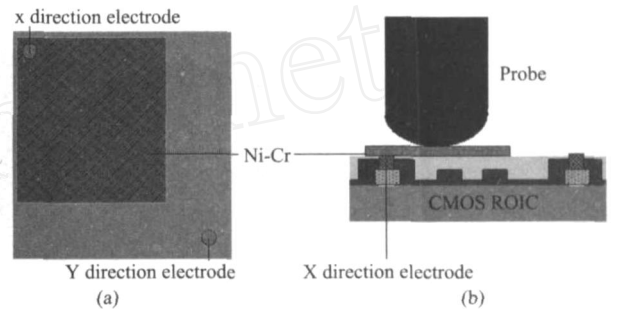 x direction electrode
Ni-Cr
Y direction electrode
(a)
(b)
Probe
CMOS ROIC
X direction electrode